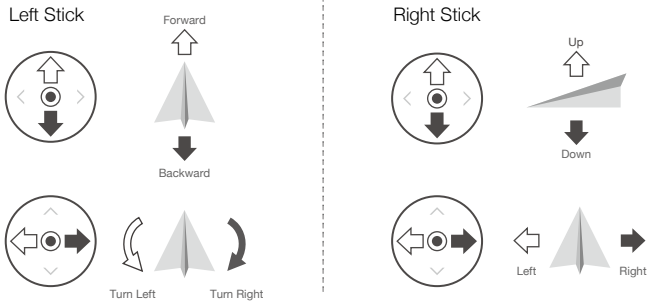 Left Stick
Forward
Backward
Turn Left
Turn Right
Right Stick
Up
Down
Left
Right